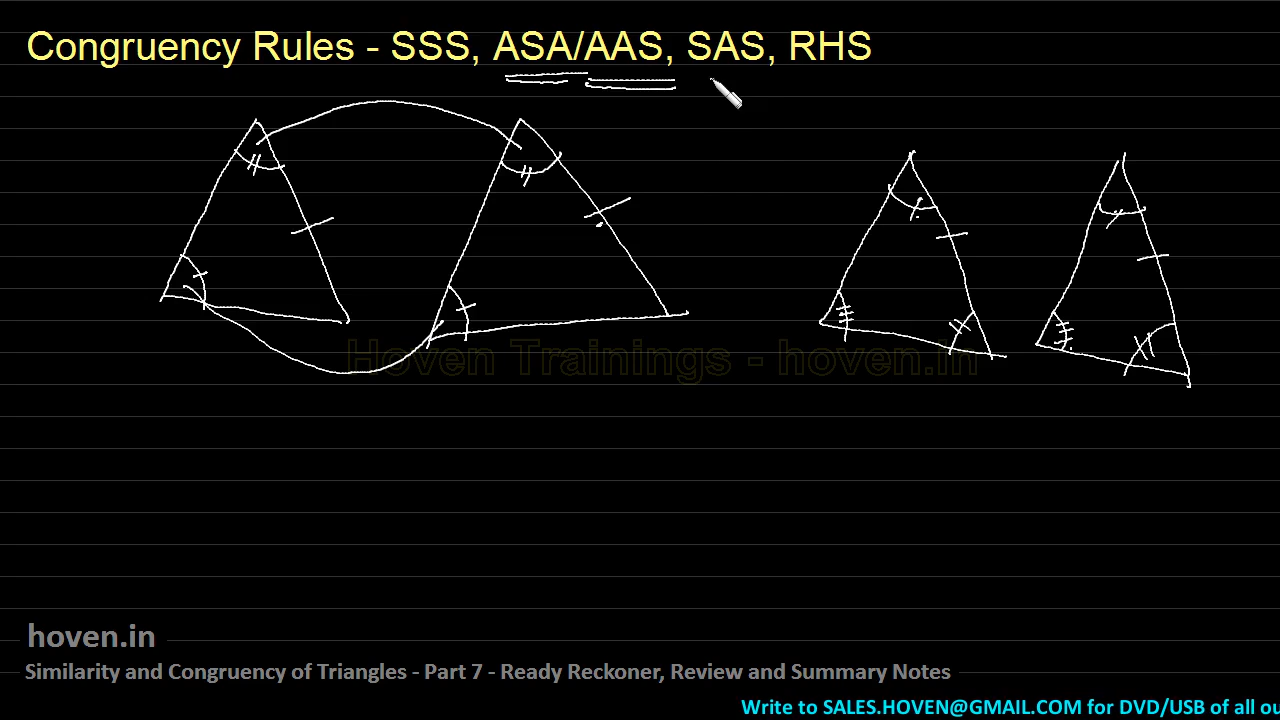 Congruency Rules - SSS, ASA/AAS, SAS, RHS
Hoven Trainings - hoven.in
hoven.in
Similarity and Congruency of Triangles - Part 7 - Ready Reckoner, Review and Summary Notes
Write to SALES.HOVEN@GMAIL.COM for DVD/USB of all ou